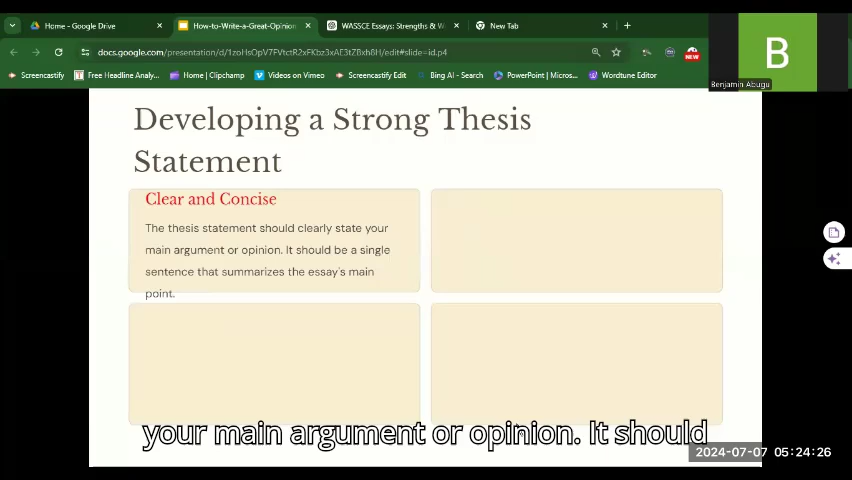 Home - Google Drive
How-to-Write-a-Great-Opinion
WASSCE Essays: Strengths & W
New Tab
docs.google.com/presentation/d/1zoHsOpV7FVtctR2xFKbz3xAE3tZBxh8H/edit#slide=id.p4
Screencastify
Free Headline Analy...
Home | Clipchamp
Videos on Vimeo
Screencastify Edit
Bing AI - Search
PowerPoint | Micros...
Wordtune Editor
NEW
B
Benjamin Abugu
Developing a Strong Thesis
Statement
Clear and Concise
The thesis statement should clearly state your
main argument or opinion. It should be a single
sentence that summarizes the essay's main
point.
your main argument or opinion. It should
2024-07-07 05:24:26